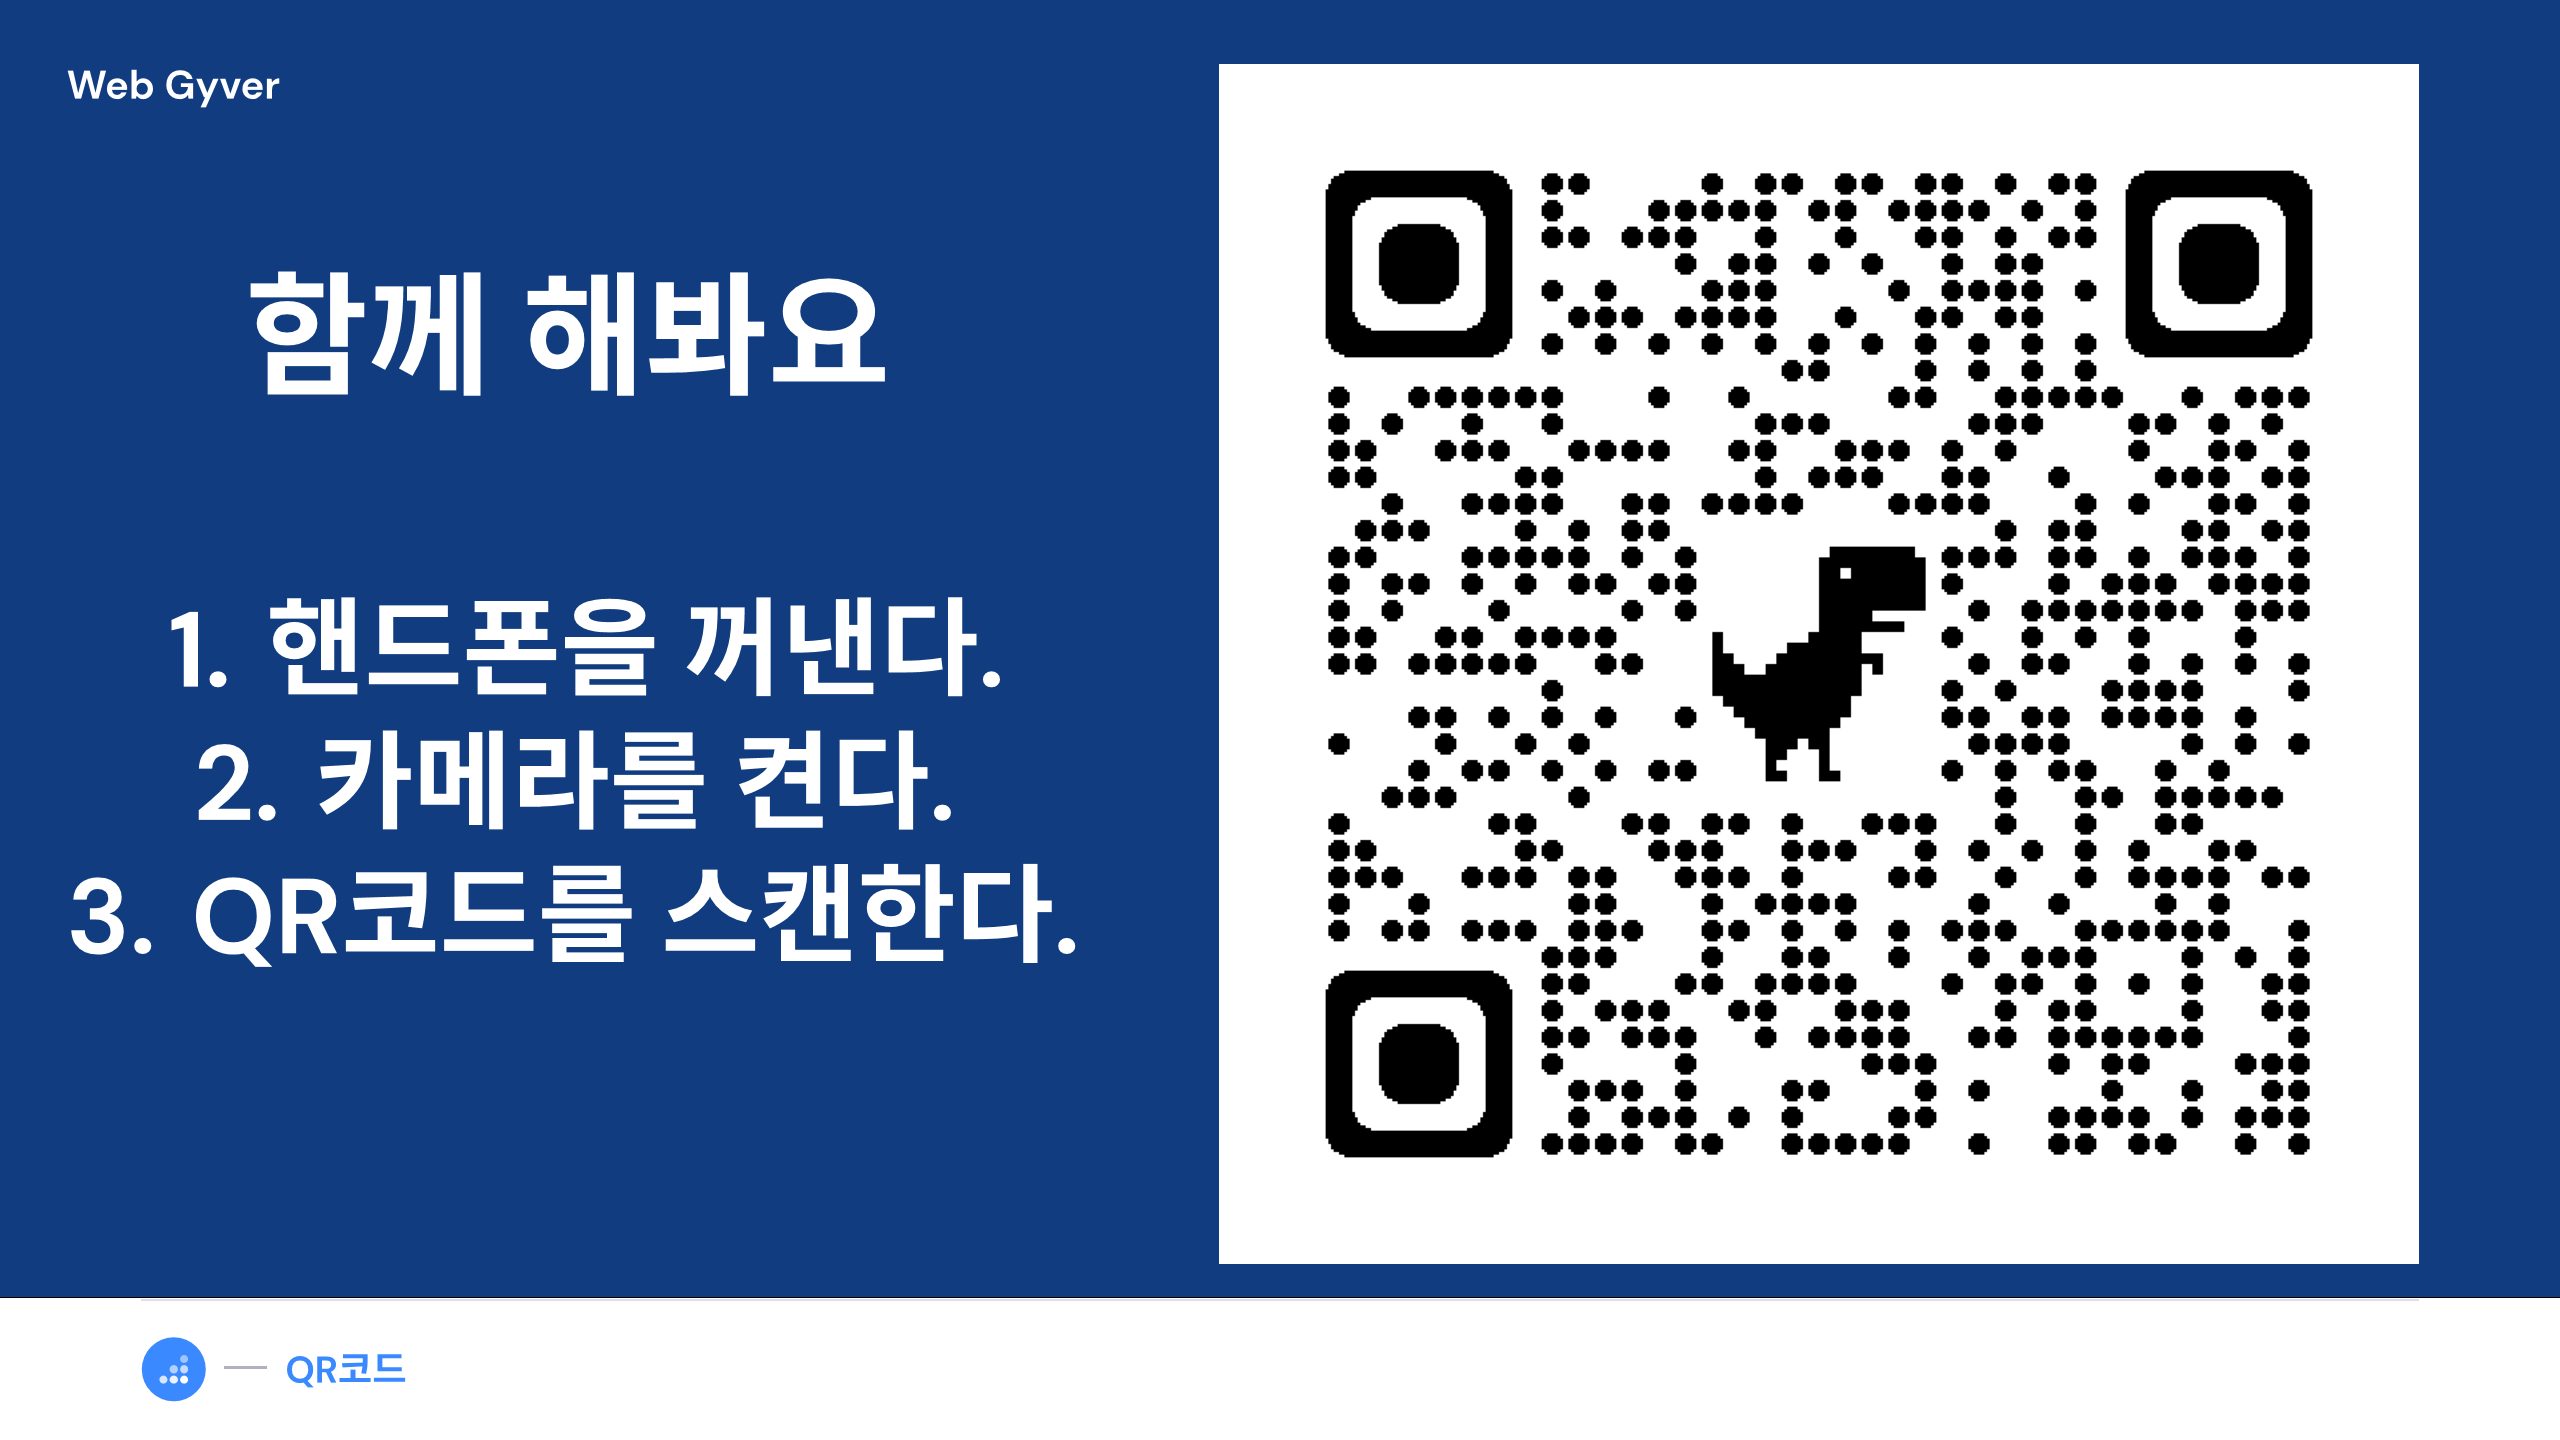 Web Gyver
함께 해봐요
1. 핸드폰을 꺼낸다.
2. 카메라를 켠다.
3. QR코드를 스캔한다.
QR코드